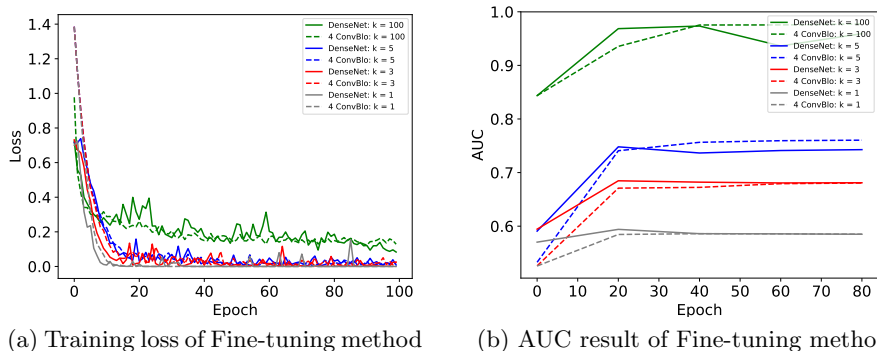 1.4
1.2
1.0
0.8
0.6
0.4
0.2
0.0
Loss
0
20
40
60
80
100
Epoch
DenseNet: k = 100
4 ConvBlo: k = 100
DenseNet: k = 5
4 ConvBlo: k = 5
DenseNet: k = 3
4 ConvBlo: k = 3
DenseNet: k = 1
4 ConvBlo: k = 1
(a) Training loss of Fine-tuning method
1.0
0.9
0.8
0.7
0.6
AUC
0
10
20
30
40
50
60
70
80
Epoch
DenseNet: k = 100
4 ConvBlo: k = 100
DenseNet: k = 5
4 ConvBlo: k = 5
DenseNet: k = 3
4 ConvBlo: k = 3
DenseNet: k = 1
4 ConvBlo: k = 1
(b) AUC result of Fine-tuning metho